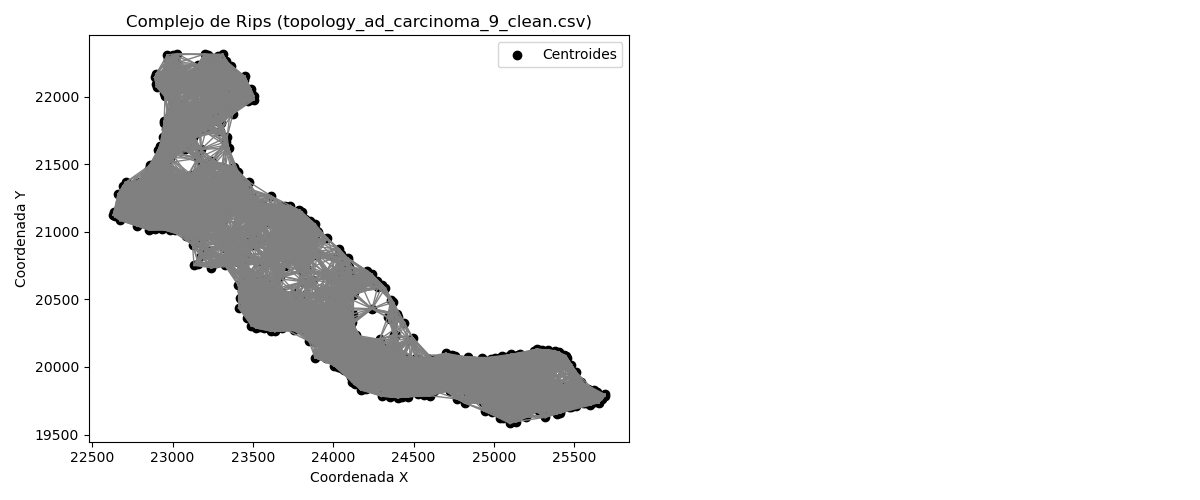 Complejo de Rips (topology_ad_carcinoma_9_clean.csv)
Centroides
Coordenada Y
22000
21500
21000
20500
20000
19500
22500 23000 23500 24000 24500 25000 25500
Coordenada X